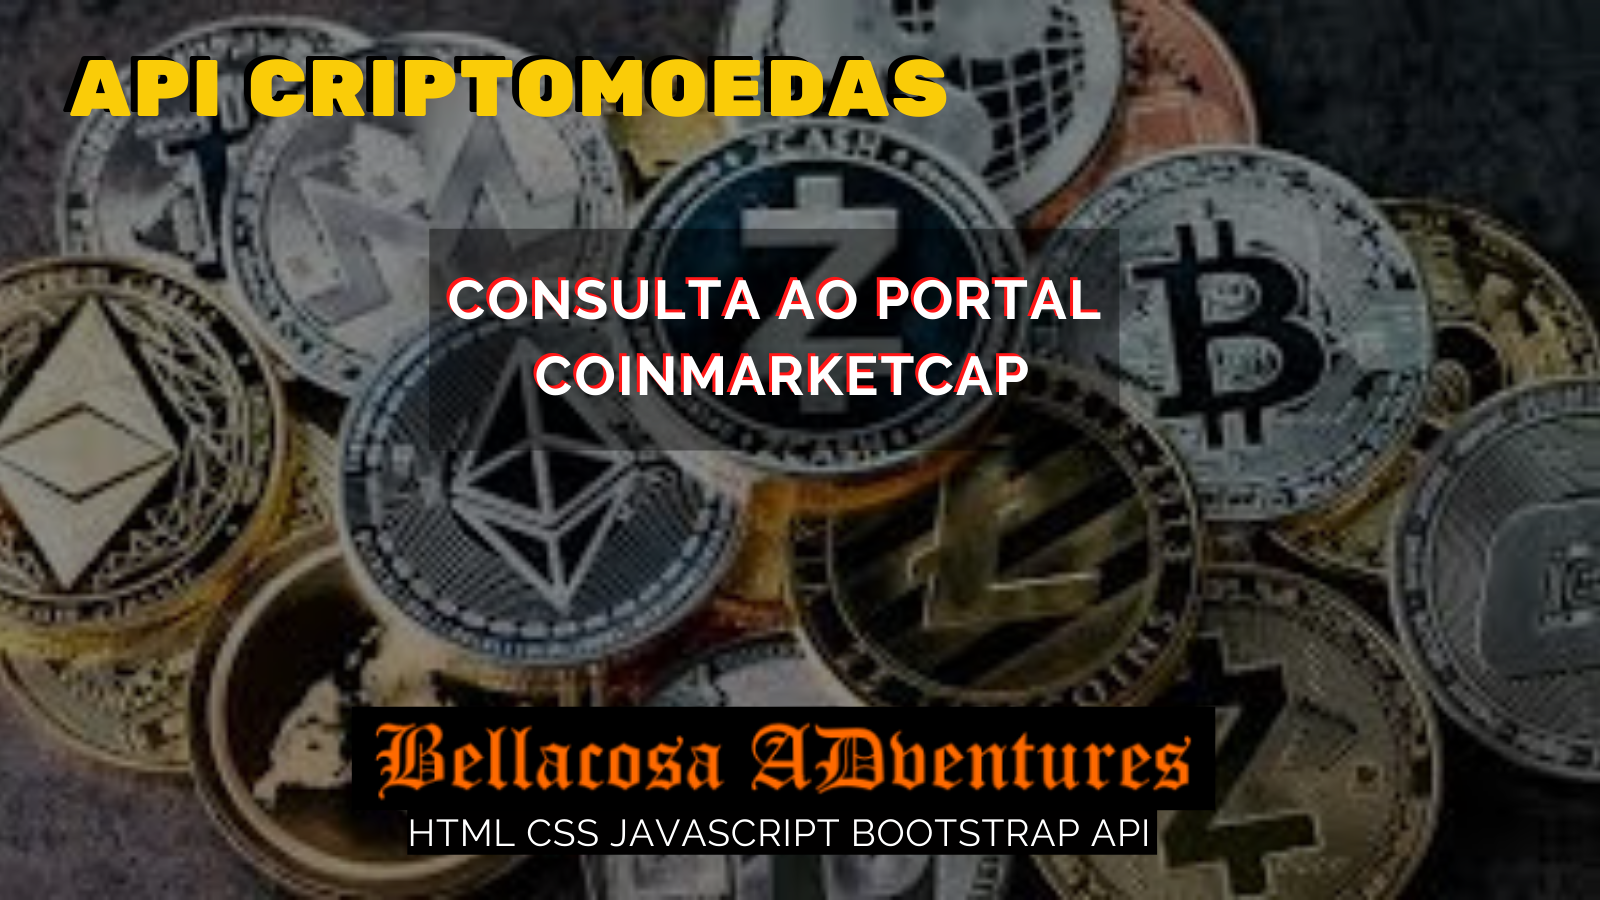 API CRIPTOMOEDAS
CONSULTA AO PORTAL
COINMARKETCAP
Bellacosa ADventures
HTML CSS JAVASCRIPT BOOTSTRAP API